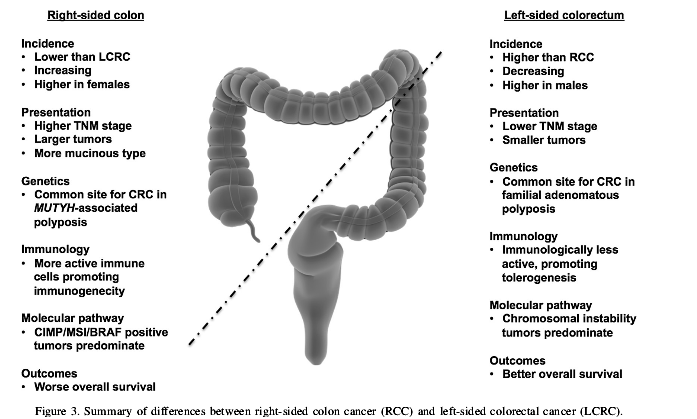 Right-sided colon
Incidence
• Lower than LCRC
• Increasing
• Higher in females
Presentation
• Higher TNM stage
• Larger tumors
• More mucinous type
Genetics
• Common site for CRC in
MUTYH-associated
polyposis
Immunology
• More active immune
cells promoting
immunogenecity
Molecular pathway
• CIMP/MSI/BRAF positive
tumors predominate
Outcomes
• Worse overall survival
Left-sided colorectum
Incidence
• Higher than RCC
• Decreasing
• Higher in males
Presentation
• Lower TNM stage
• Smaller tumors
Genetics
• Common site for CRC in
familial adenomatous
polyposis
Immunology
• Immunologically less
active, promoting
tolerogenesis
Molecular pathway
• Chromosomal instability
tumors predominate
Outcomes
• Better overall survival
Figure 3. Summary of differences between right-sided colon cancer (RCC) and left-sided colorectal cancer (LCRC).